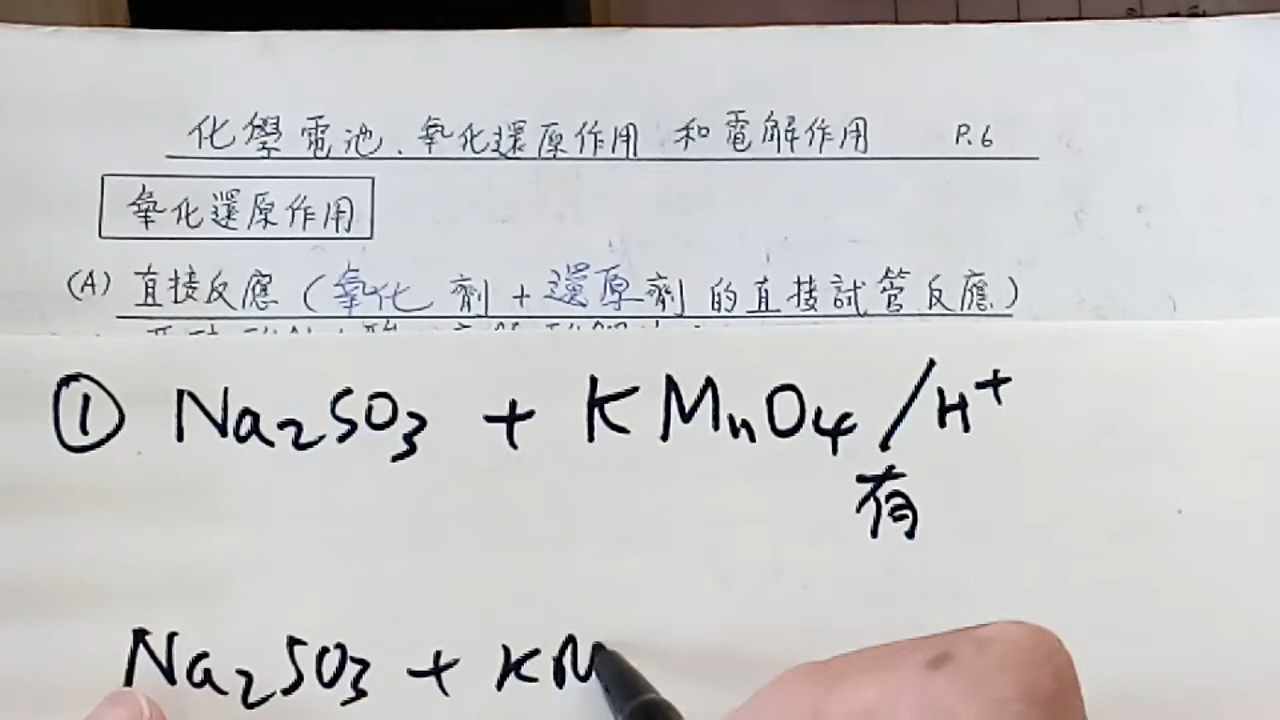 化學電池、氧化還原作用 和電解作用 P.6
氧化還原作用
(A) 直接反應 (氧化 劑 + 還原劑 的直接試管反應)
① Na₂SO₃ + KMnO₄/H⁺
有
Na₂SO₃ + KM